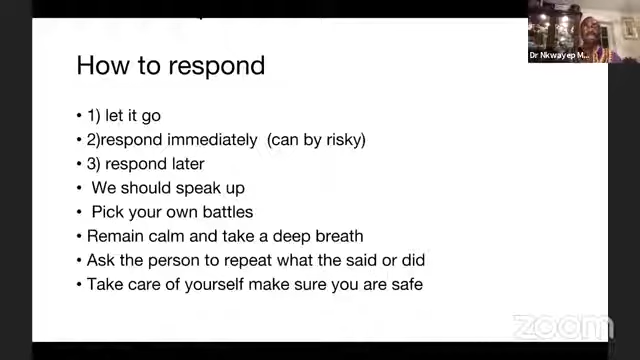 How to respond
• 1) let it go
• 2)respond immediately (can by risky)
• 3) respond later
• We should speak up
• Pick your own battles
• Remain calm and take a deep breath
• Ask the person to repeat what the said or did
• Take care of yourself make sure you are safe
Dr Nkwayep M...
zoom